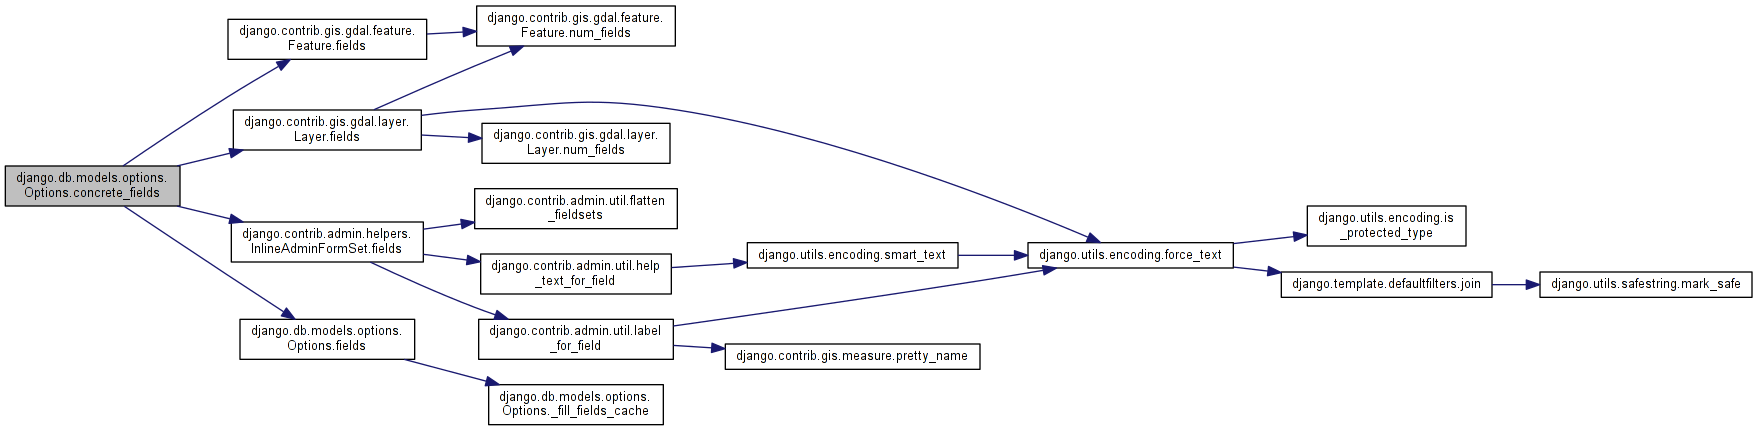 django.db.models.options.
Options.concrete_fields
django.contrib.gis.gdal.feature.
Feature.fields
django.contrib.gis.gdal.layer.
Layer.fields
django.contrib.admin.helpers.
InlineAdminFormSet.fields
django.db.models.options.
Options.fields
django.contrib.gis.gdal.feature.
Feature.num_fields
django.contrib.gis.gdal.layer.
Layer.num_fields
django.contrib.admin.util.flatten
_fieldsets
django.contrib.admin.util.help
_text_for_field
django.contrib.admin.util.label
_for_field
django.db.models.options.
Options._fill_fields_cache
django.utils.encoding.smart_text
django.contrib.gis.measure.pretty_name
django.utils.encoding.force_text
django.utils.encoding.is
_protected_type
django.template.defaultfilters.join
django.utils.safestring.mark_safe